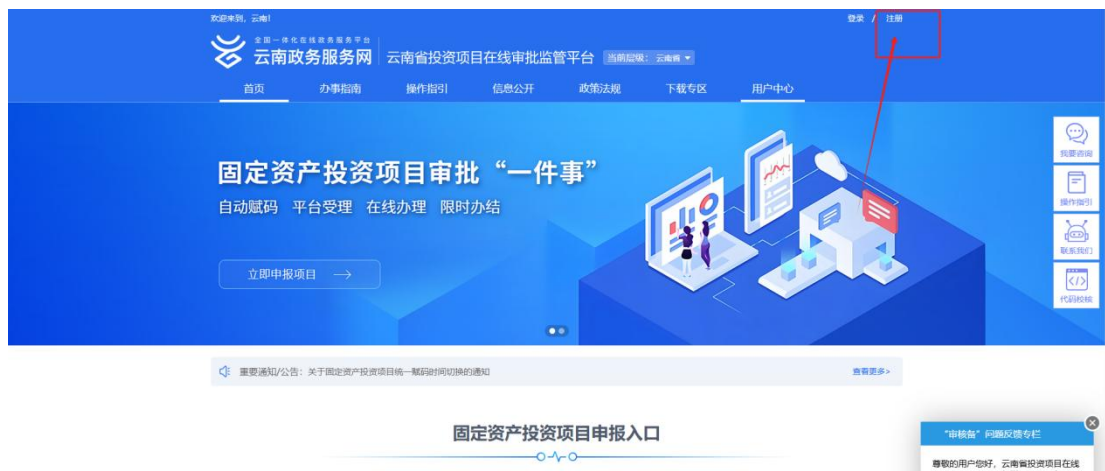 欢迎来到，云南！
登录 / 注册
全国一体化在线政务服务平台
云南政务服务网 云南省投资项目在线审批监管平台 当前层级：云南省
首页 办事指南 操作指引 信息公开 政策法规 下载专区 用户中心
固定资产投资项目审批“一件事”
自动赋码 平台受理 在线办理 限时办结
立即申报项目
我要咨询
操作指引
联系我们
代码校核
重要通知/公告：关于固定资产投资项目统一赋码时间切换的通知 查看更多>
固定资产投资项目申报入口
“审核备”问题反馈专栏
尊敬的用户您好，云南省投资项目在线